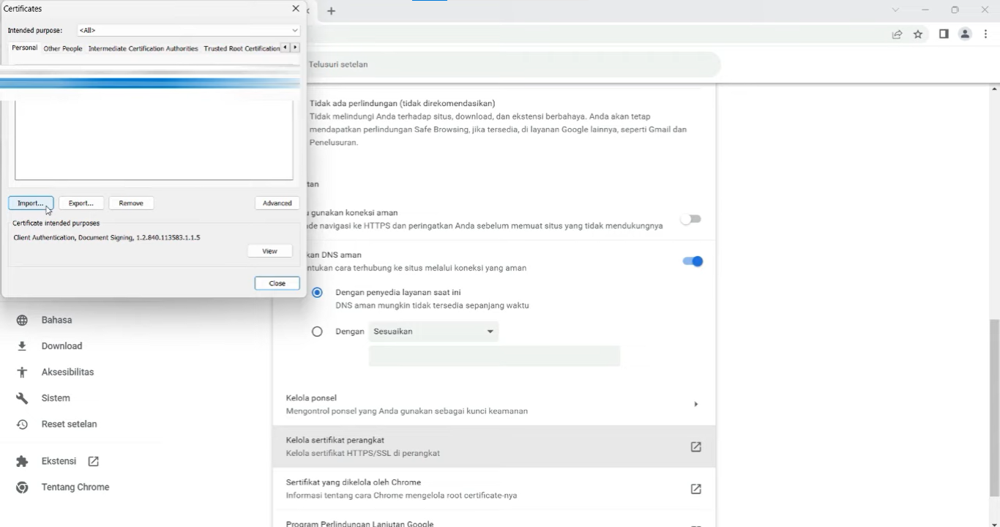 Certificates
Intended purpose:
<All>
Personal
Other People
Intermediate Certification Authorities
Trusted Root Certification
Import...
Export...
Remove
Advanced
Certificate intended purposes
Client Authentication, Document Signing, 1.2.840.113583.1.1.5
View
Close
Telusuri setelan
Tidak ada perlindungan (tidak direkomendasikan)
Tidak melindungi Anda terhadap situs, download, dan ekstensi berbahaya. Anda akan tetap
mendapatkan perlindungan Safe Browsing, jika tersedia, di layanan Google lainnya, seperti Gmail dan
Penelusuran.
tan
u gunakan koneksi aman
de navigasi ke HTTPS dan peringatkan Anda sebelum memuat situs yang tidak mendukungnya
kan DNS aman
ntukan cara terhubung ke situs melalui koneksi yang aman
Dengan penyedia layanan saat ini
DNS aman mungkin tidak tersedia sepanjang waktu
Dengan
Sesuaikan
Kelola ponsel
Mengontrol ponsel yang Anda gunakan sebagai kunci keamanan
Kelola sertifikat perangkat
Kelola sertifikat HTTPS/SSL di perangkat
Sertifikat yang dikelola oleh Chrome
Informasi tentang cara Chrome mengelola root certificate-nya
Program Perlindungan Lanjutan Google
Bahasa
Download
Aksesibilitas
Sistem
Reset setelan
Ekstensi
Tentang Chrome